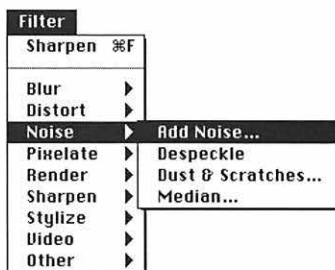 Filter
Sharpen ⌘F
Blur
Distort
Noise
Add Noise...
Pixelate
Despeckle
Render
Dust & Scratches...
Sharpen
Median...
Stylize
Video
Other